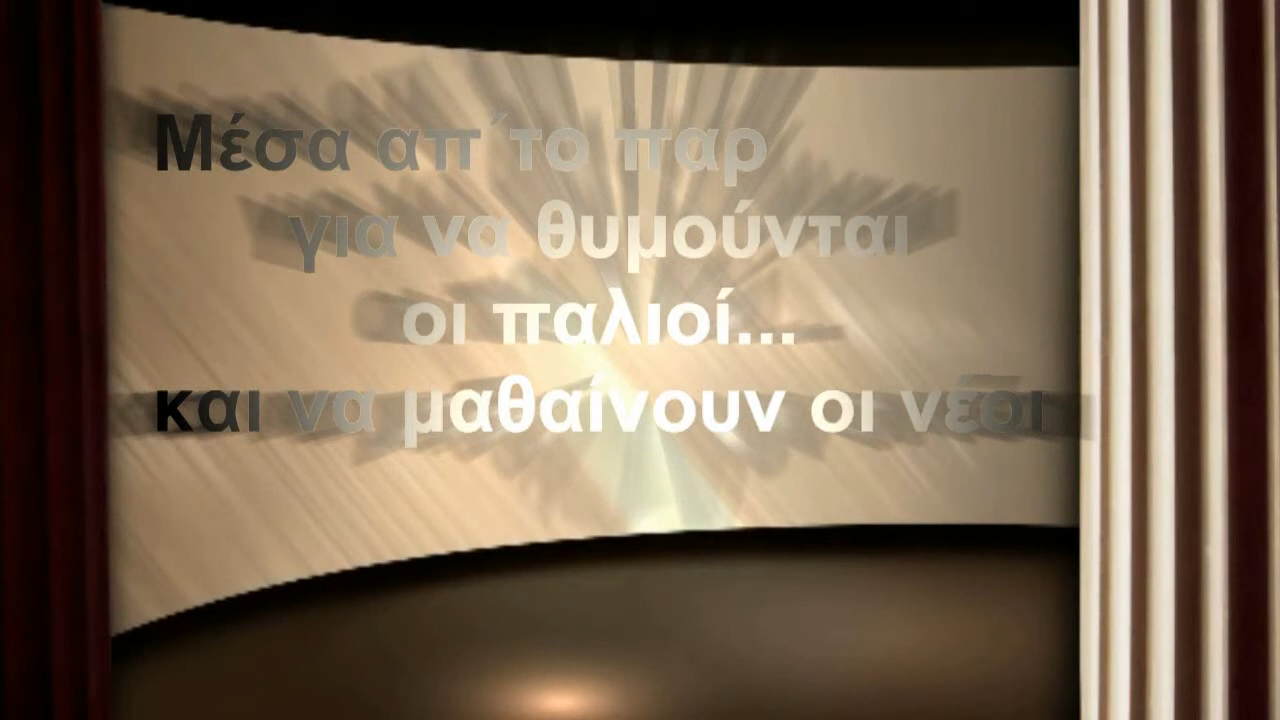 Μέσα απ΄το παρ
για να θυμούνται
οι παλιοί...
και να μαθαίνουν οι νέοι